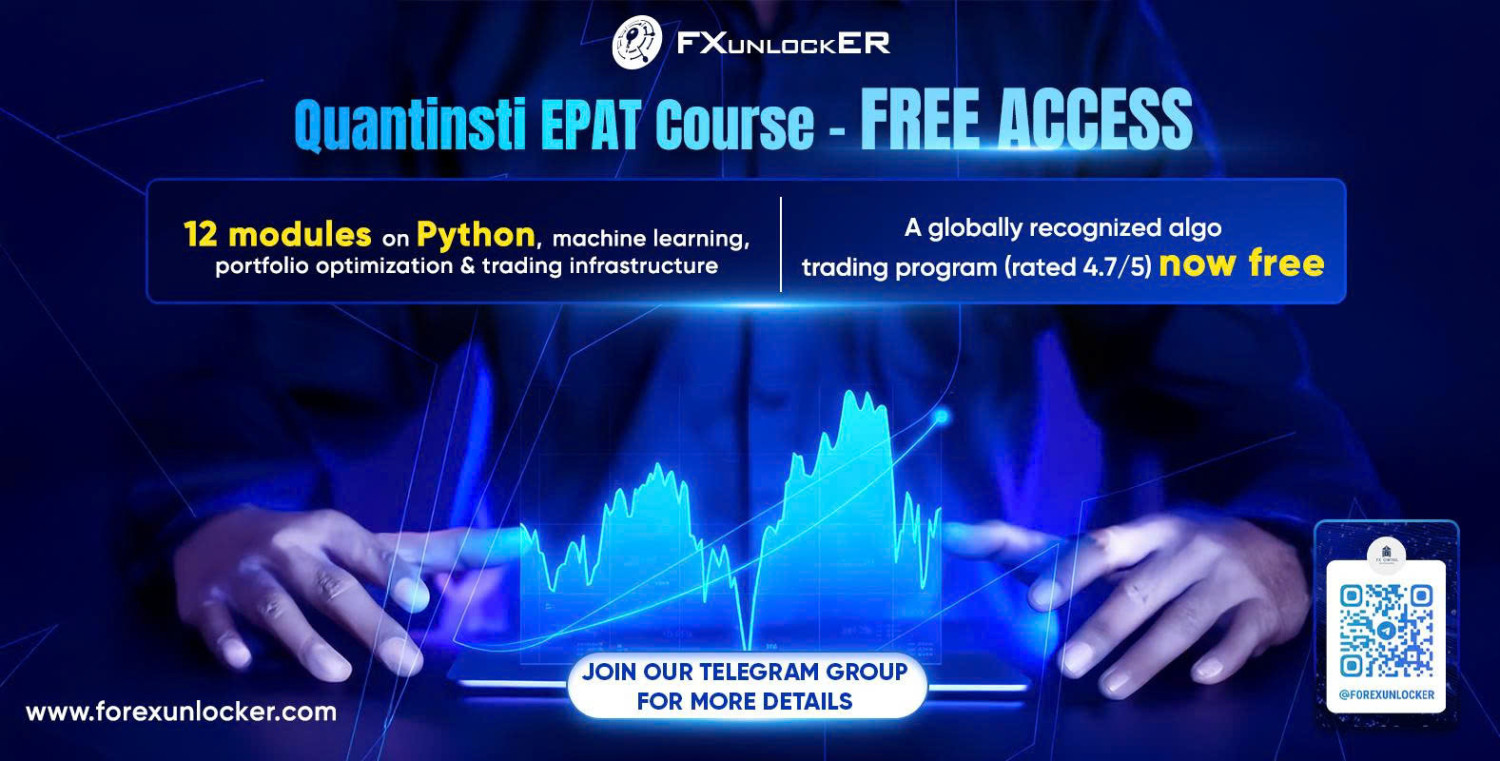 FXUNLOCKER
Quantinsti EPAT Course - FREE ACCESS
12 modules on Python, machine learning,
portfolio optimization & trading infrastructure
A globally recognized algo
trading program (rated 4.7/5) now free
JOIN OUR TELEGRAM GROUP
FOR MORE DETAILS
www.forexunlocker.com
@FOREXUNLOCKER